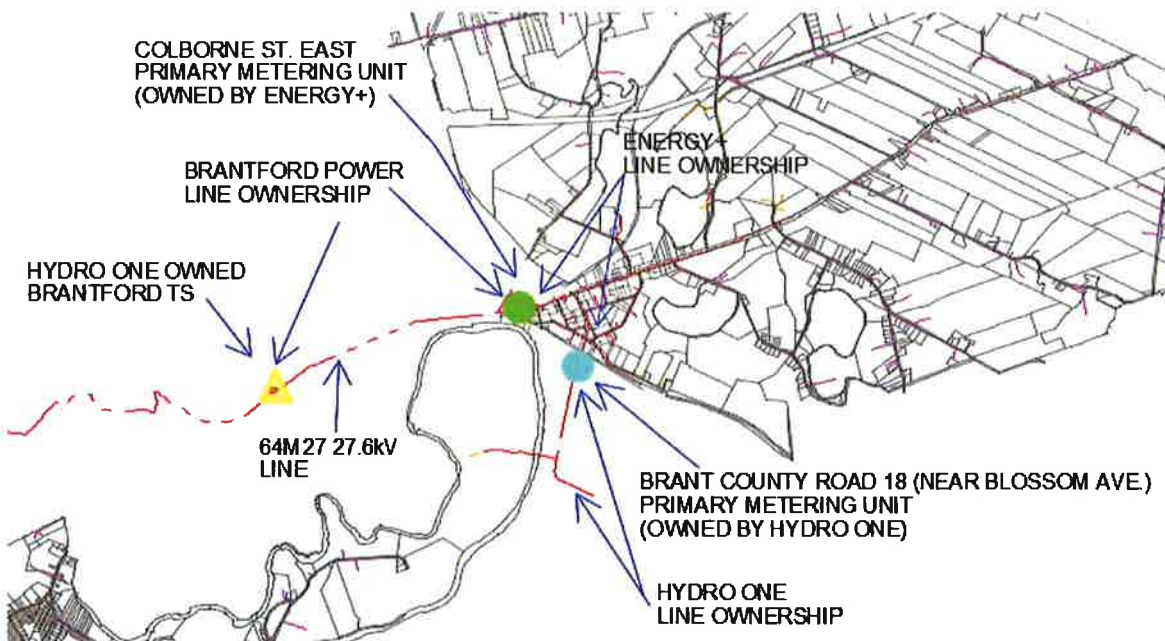 COLBORNE ST. EAST
PRIMARY METERING UNIT
(OWNED BY ENERGY+)
ENERGY+
LINE OWNERSHIP
BRANTFORD POWER
LINE OWNERSHIP
HYDRO ONE OWNED
BRANTFORD TS
64M27 27.6kV
LINE
BRANT COUNTY ROAD 18 (NEAR BLOSSOM AVE.)
PRIMARY METERING UNIT
(OWNED BY HYDRO ONE)
HYDRO ONE
LINE OWNERSHIP